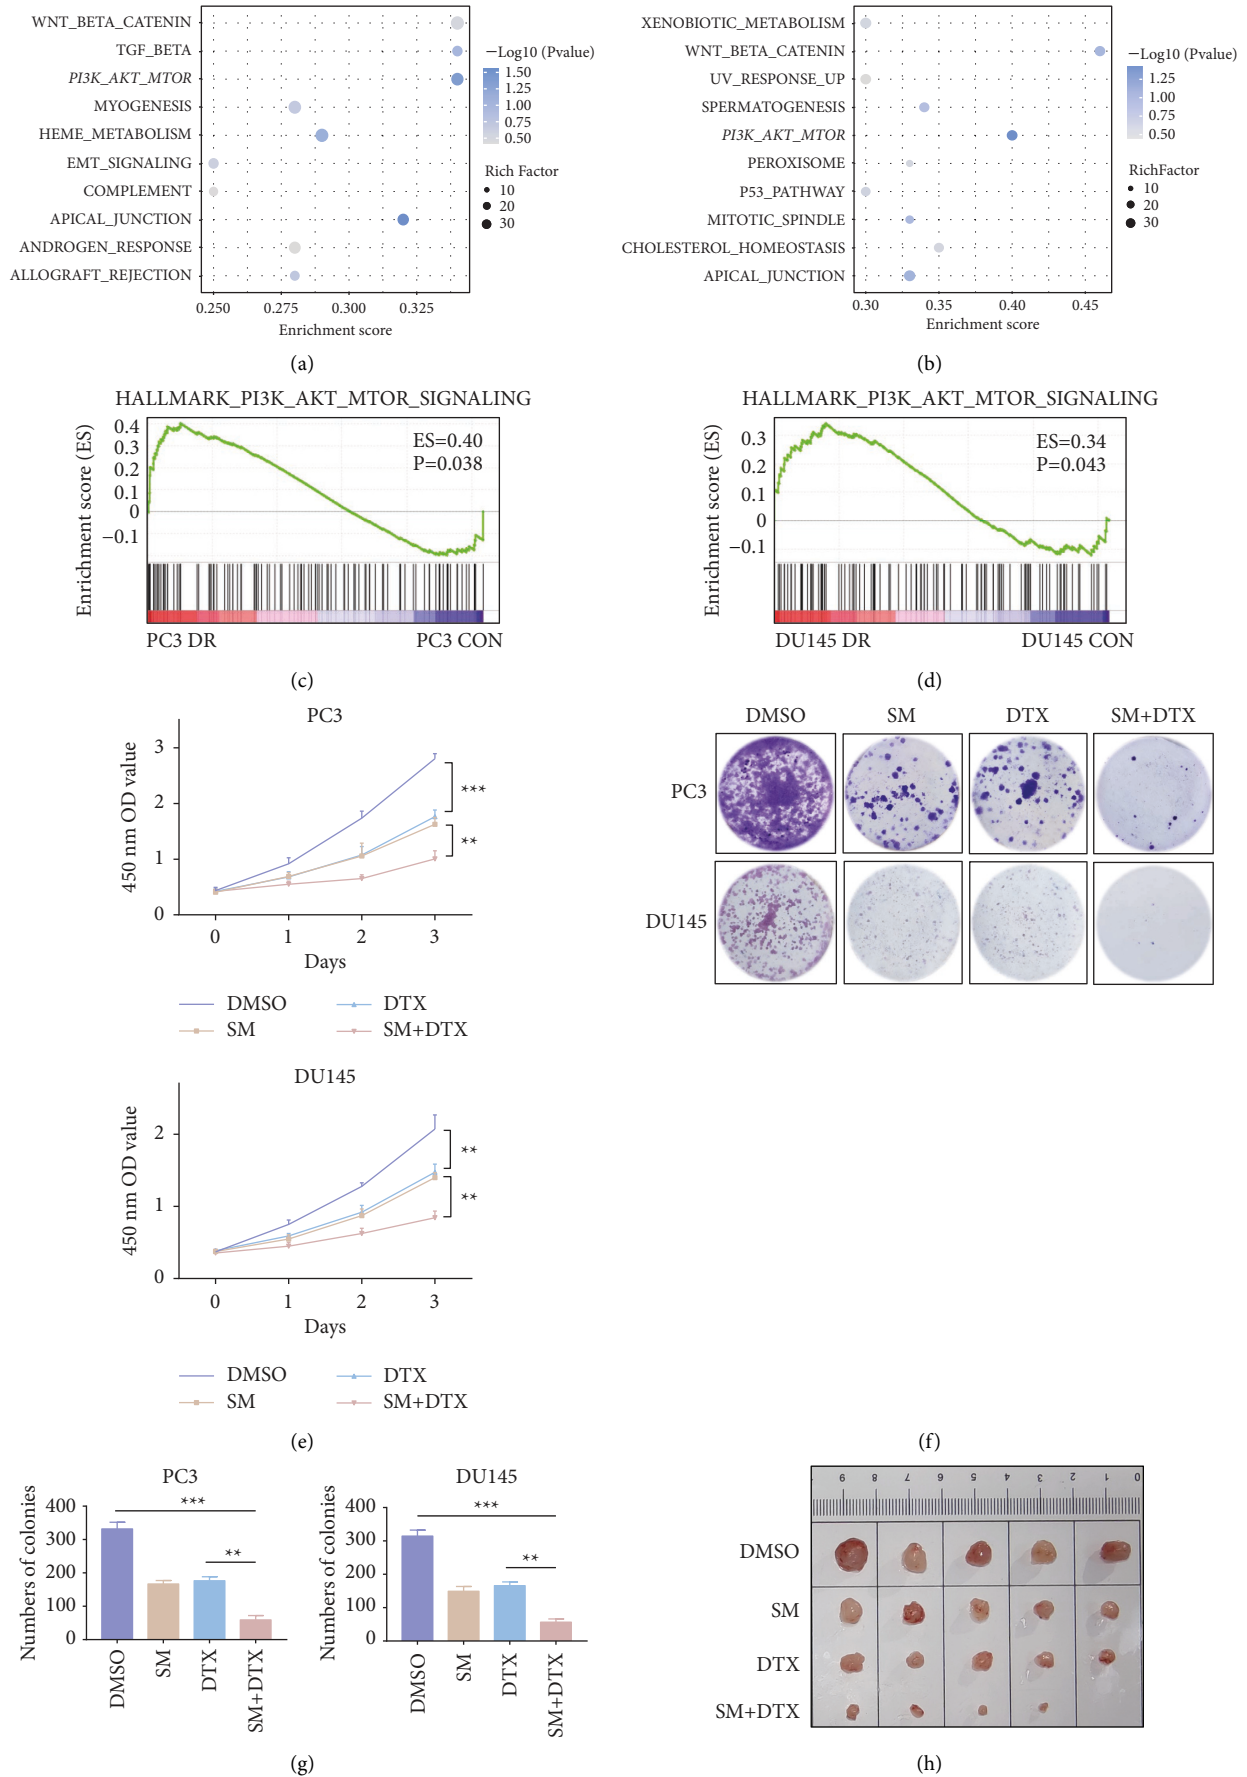 WNT_BETA_CATENIN
TGF_BETA
PI3K_AKT_MTOR
MYOGENESIS
HEME_METABOLISM
EMT_SIGNALING
COMPLEMENT
APICAL_JUNCTION
ANDROGEN_RESPONSE
ALLOGRAFT_REJECTION
0.250 0.275 0.300 0.325
Enrichment score
−Log10 (Pvalue)
1.50
1.25
1.00
0.75
0.50
Rich Factor
10
20
30
(a)
XENOBIOTIC_METABOLISM
WNT_BETA_CATENIN
UV_RESPONSE_UP
SPERMATOGENESIS
PI3K_AKT_MTOR
PEROXISOME
P53_PATHWAY
MITOTIC_SPINDLE
CHOLESTEROL_HOMEOSTASIS
APICAL_JUNCTION
0.30 0.35 0.40 0.45
Enrichment score
−Log10 (Pvalue)
1.25
1.00
0.75
0.50
RichFactor
10
20
30
(b)
HALLMARK_PI3K_AKT_MTOR_SIGNALING
Enrichment score (ES)
0.4
0.3
0.2
0.1
0
−0.1
ES=0.40
P=0.038
PC3 DR PC3 CON
(c)
HALLMARK_PI3K_AKT_MTOR_SIGNALING
Enrichment score (ES)
0.3
0.2
0.1
0
−0.1
ES=0.34
P=0.043
DU145 DR DU145 CON
(d)
PC3
450 nm OD value
3
2
1
0
***
**
0 1 2 3
Days
DMSO DTX
SM SM+DTX
DU145
450 nm OD value
2
1
0
**
**
0 1 2 3
Days
DMSO DTX
SM SM+DTX
(e)
DMSO SM DTX SM+DTX
PC3
DU145
(f)
PC3
Numbers of colonies
400
300
200
100
0
***
**
DMSO SM DTX SM+DTX
DU145
Numbers of colonies
400
300
200
100
0
***
**
DMSO SM DTX SM+DTX
(g)
9 8 7 6 5 4 3 2 1 0
DMSO
SM
DTX
SM+DTX
(h)